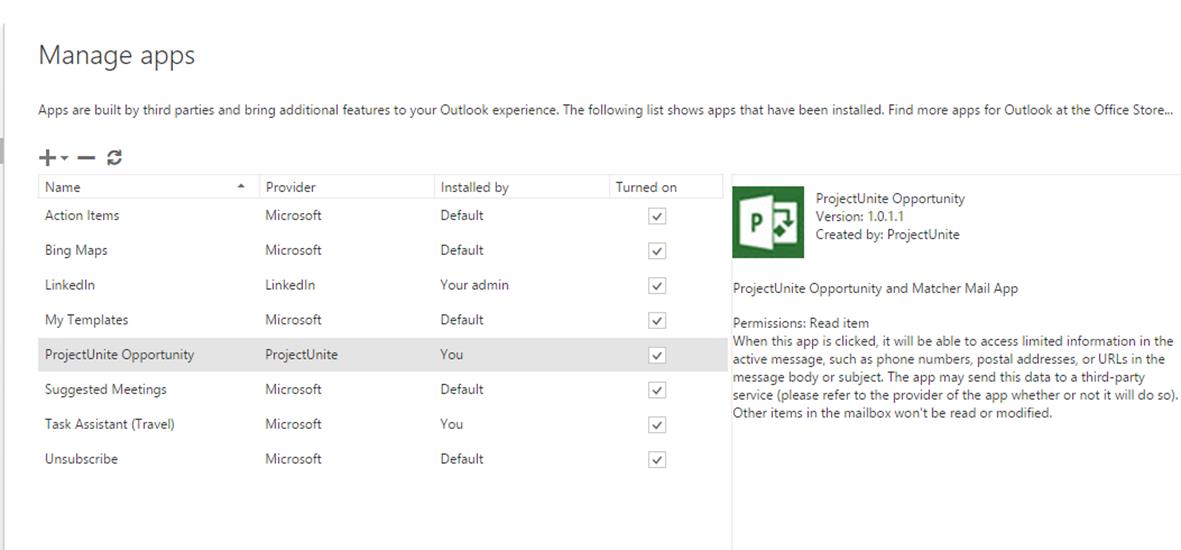 Manage apps
Apps are built by third parties and bring additional features to your Outlook experience. The following list shows apps that have been installed. Find more apps for Outlook at the Office Store...
Name Provider Installed by Turned on
Action Items Microsoft Default
Bing Maps Microsoft Default
LinkedIn LinkedIn Your admin
My Templates Microsoft Default
ProjectUnite Opportunity ProjectUnite You
Suggested Meetings Microsoft Default
Task Assistant (Travel) Microsoft You
Unsubscribe Microsoft Default
P
ProjectUnite Opportunity
Version: 1.0.1.1
Created by: ProjectUnite
ProjectUnite Opportunity and Matcher Mail App
Permissions: Read item
When this app is clicked, it will be able to access limited information in the
active message, such as phone numbers, postal addresses, or URLs in the
message body or subject. The app may send this data to a third-party
service (please refer to the provider of the app whether or not it will do so).
Other items in the mailbox won't be read or modified.